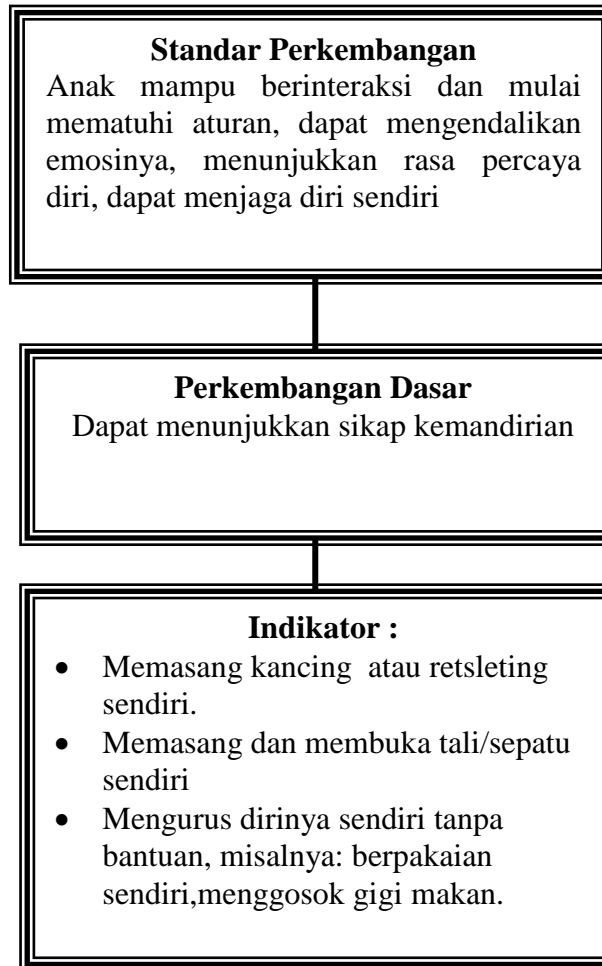 Standar Perkembangan
Anak mampu berinteraksi dan mulai
mematuhi aturan, dapat mengendalikan
emosinya, menunjukkan rasa percaya
diri, dapat menjaga diri sendiri
Perkembangan Dasar
Dapat menunjukkan sikap kemandirian
Indikator :
• Memasang kancing  atau retsleting
sendiri.
• Memasang dan membuka tali/sepatu
sendiri
• Mengurus dirinya sendiri tanpa
bantuan, misalnya: berpakaian
sendiri,menggosok gigi makan.